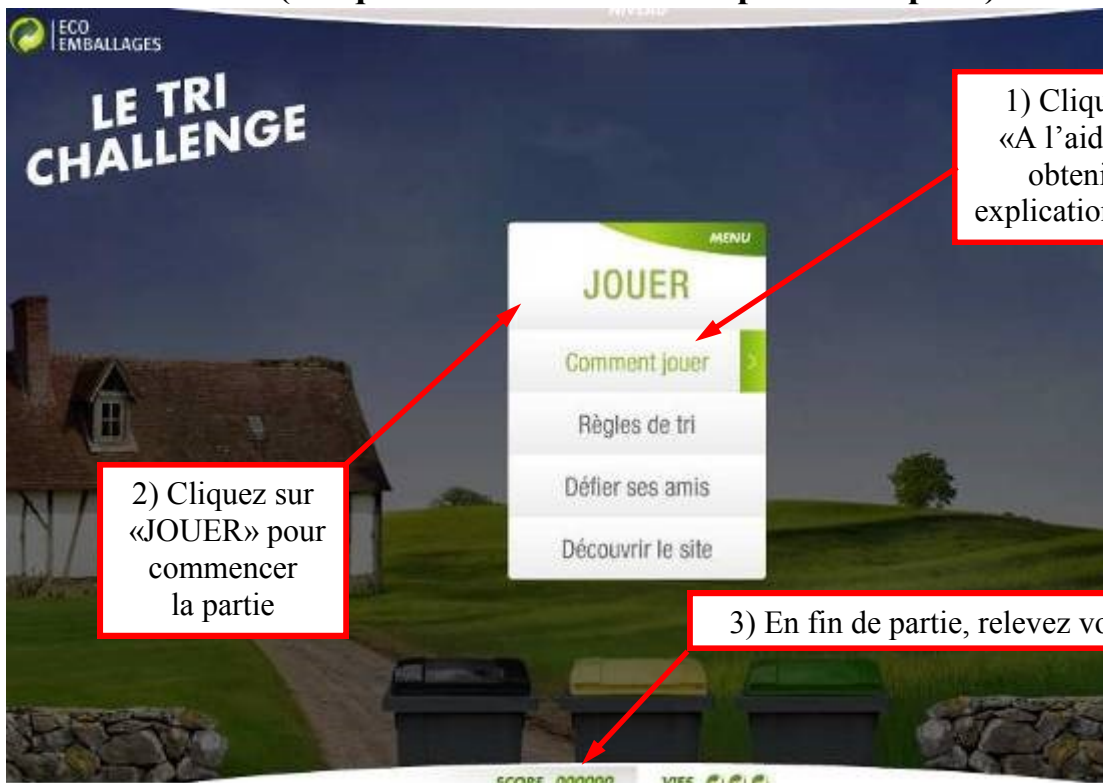 NIVEAU
ECO
EMBALLAGES
LE TRI
CHALLENGE
1) Cliqu
«A l’aid
obteni
explication
MENU
JOUER
Comment jouer
Règles de tri
Défier ses amis
Découvrir le site
2) Cliquez sur
«JOUER» pour
commencer
la partie
3) En fin de partie, relevez vo
SCORE 000000 VIES